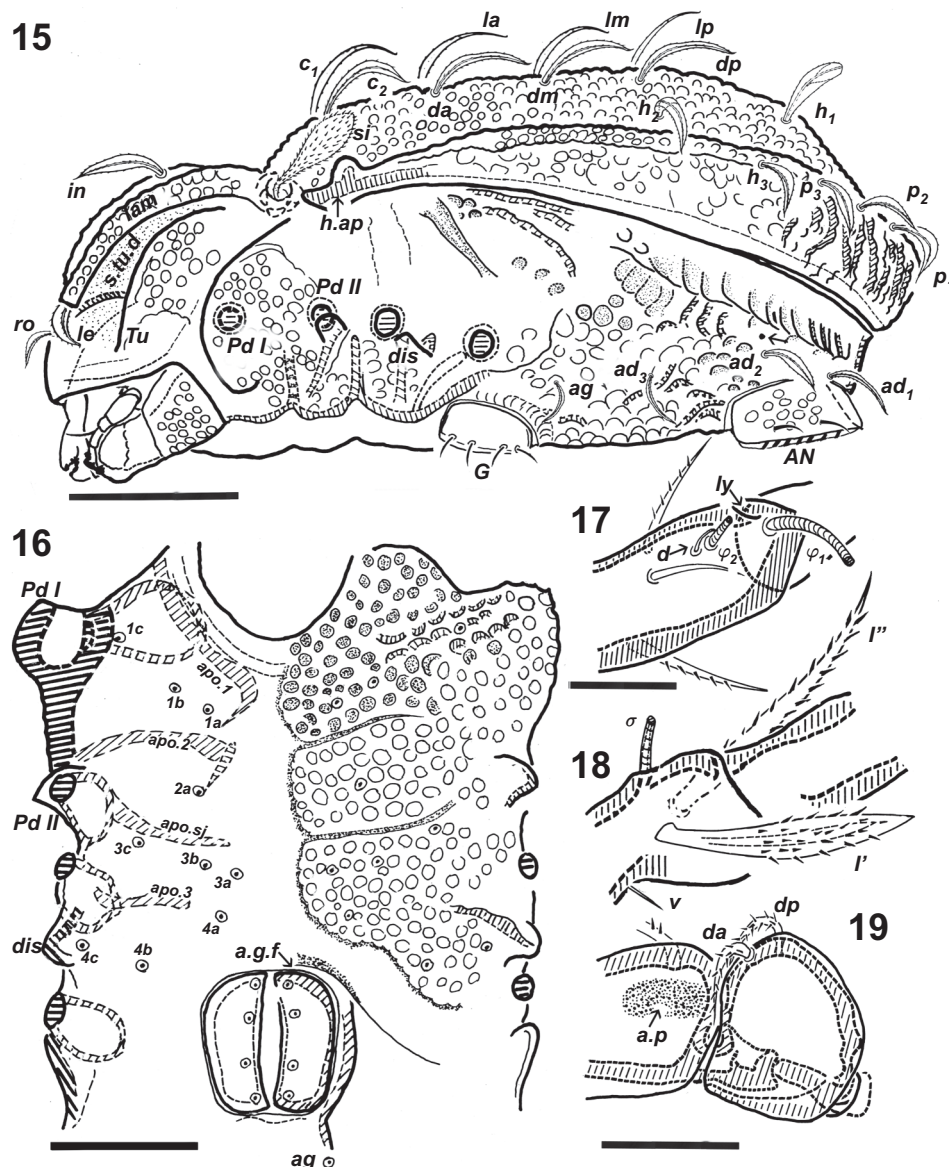 15
la
lm
lp
c1
c2
da
dm
dp
h1
h2
si
in
lam
s.tu.d
h.ap
h3
p3
p2
ro
le
Tu
Pd I
Pd II
dis
ag
ad3
ad2
ad1
G
AN
16
Pd I
1c
apo.1
1b
1a
apo.2
2a
Pd II
apo.sj
3c
3b
3a
apo.3
4a
dis
4c
4b
a.g.f
ag
17
ly
d
φ2
φ1
18
σ
l"
l'
v
19
da
dp
a.p